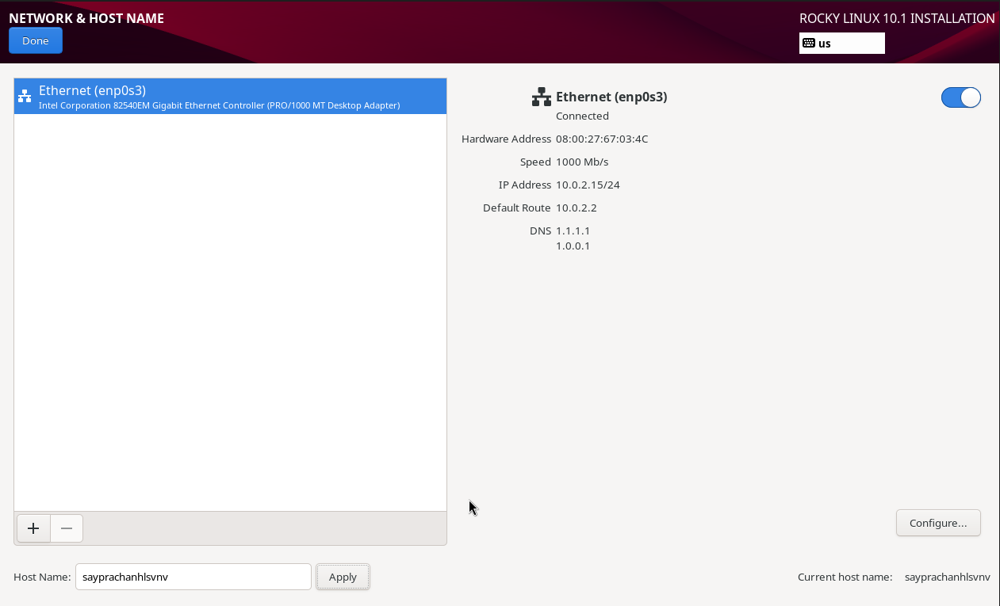 NETWORK & HOST NAME
ROCKY LINUX 10.1 INSTALLATION
Done
us
Ethernet (enp0s3)
Intel Corporation 82540EM Gigabit Ethernet Controller (PRO/1000 MT Desktop Adapter)
Ethernet (enp0s3)
Connected
Hardware Address 08:00:27:67:03:4C
Speed 1000 Mb/s
IP Address 10.0.2.15/24
Default Route 10.0.2.2
DNS 1.1.1.1
1.0.0.1
Configure...
Host Name: sayprachanhlsvnv Apply
Current host name: sayprachanhlsvnv